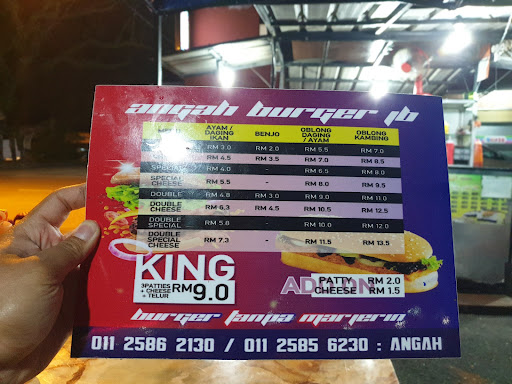 ANGAH BURGER JB
AYAM / DAGING IKAN BENJO OBLONG DAGING / AYAM OBLONG KAMBING
RM 3.0 RM 2.0 RM 5.5 RM 7.0
RM 4.5 RM 3.5 RM 7.0 RM 8.5
SPECIAL RM 4.0 - RM 6.5 RM 8.0
SPECIAL CHEESE RM 5.5 - RM 8.0 RM 9.5
DOUBLE RM 4.8 RM 3.0 RM 9.0 RM 11.0
DOUBLE CHEESE RM 6.3 RM 4.5 RM 10.5 RM 12.5
DOUBLE SPECIAL RM 5.8 - RM 10.0 RM 12.0
DOUBLE SPECIAL CHEESE RM 7.3 - RM 11.5 RM 13.5
KING
3PATTIES + CHEESE + TELUR RM 9.0
PATTY RM 2.0
CHEESE RM 1.5
BURGER TANPA MARJERIN
011 2586 2130 / 011 2585 6230 : ANGAH